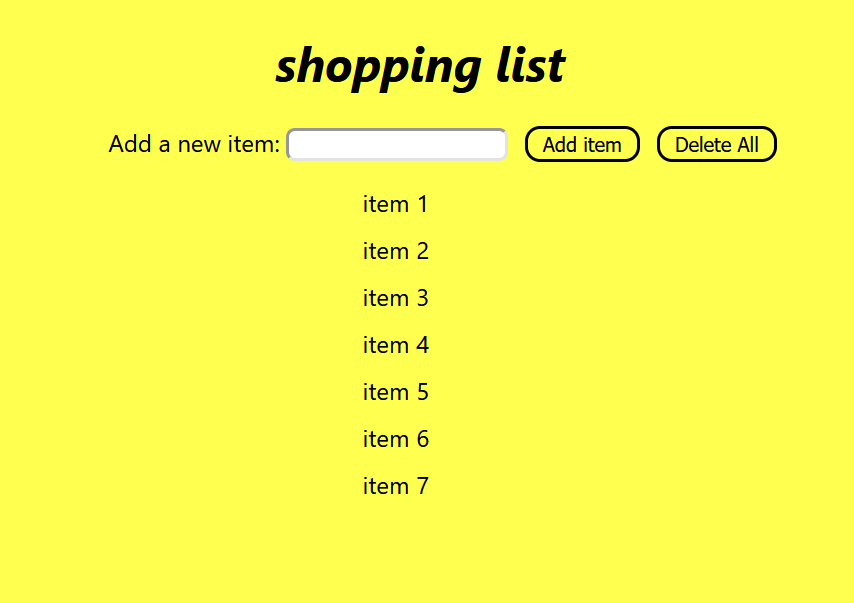 shopping list
Add a new item: Add item Delete All
item 1
item 2
item 3
item 4
item 5
item 6
item 7